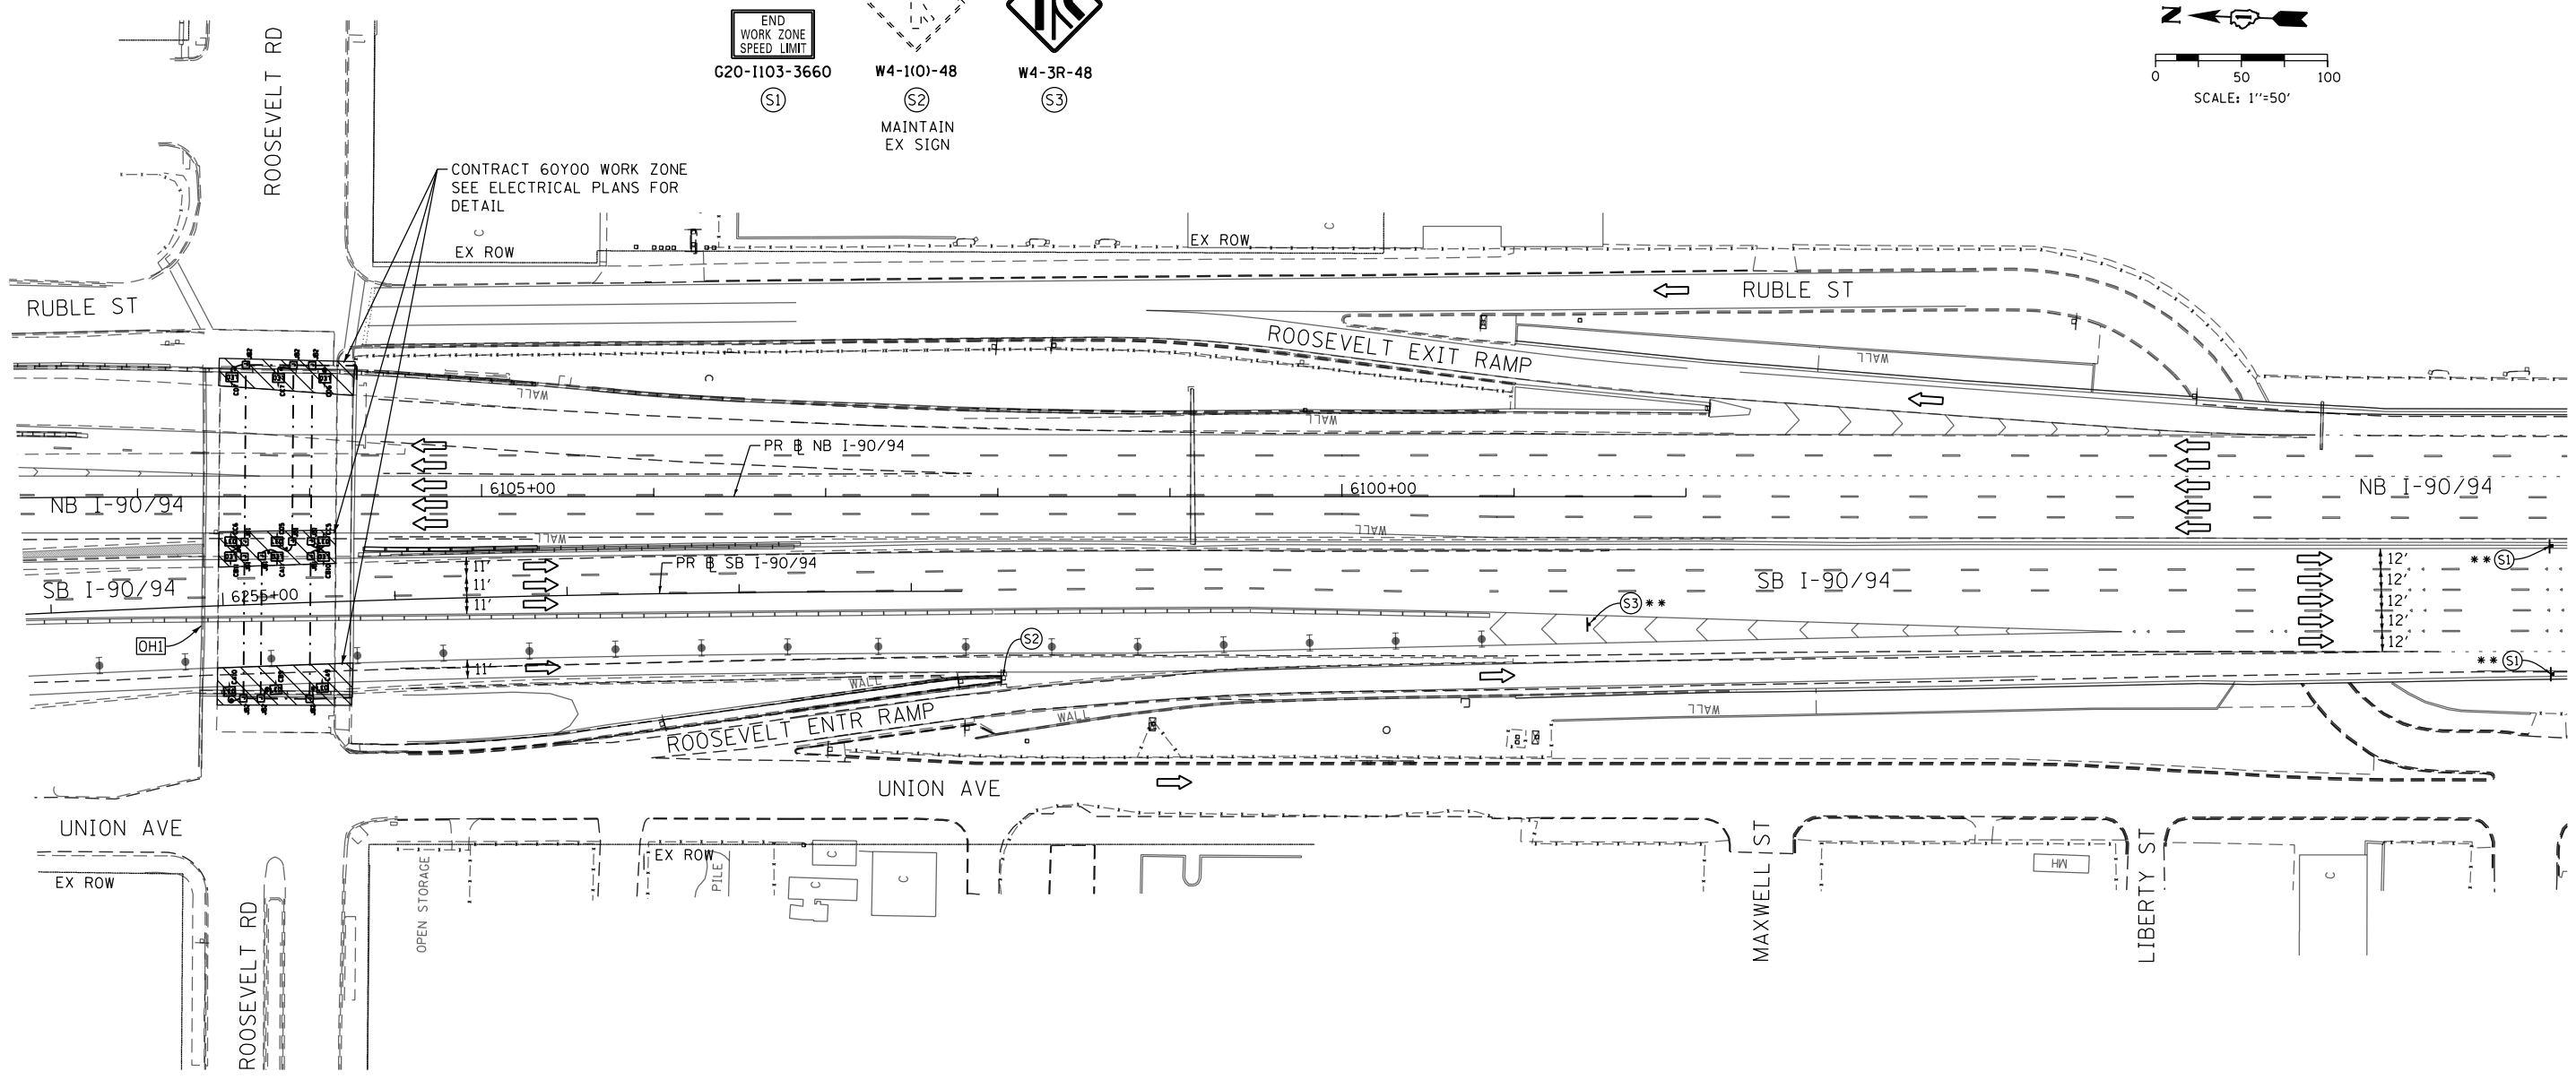 END
WORK ZONE
SPEED LIMIT
G20-I103-3660
S1
W4-1(O)-48
S2
MAINTAIN
EX SIGN
W4-3R-48
S3
N
0 50 100
SCALE: 1''=50'
ROOSEVELT RD
CONTRACT 60Y00 WORK ZONE
SEE ELECTRICAL PLANS FOR
DETAIL
C
C
EX ROW
EX ROW
RUBLE ST
RUBLE ST
ROOSEVELT EXIT RAMP
WALL
WALL
WALL
PR B NB I-90/94
6105+00
6100+00
NB I-90/94
NB I-90/94
WALL
WALL
PR B SB I-90/94
11'
11'
11'
SB I-90/94
SB I-90/94
6255+00
12'
12'
12'
12'
12'
** S1
S3 **
OH1
S2
11'
** S1
WALL
WALL
WALL
ROOSEVELT ENTR RAMP
UNION AVE
UNION AVE
EX ROW
EX ROW
OPEN STORAGE
PILE
C
C
C
MH
C
ROOSEVELT RD
MAXWELL ST
LIBERTY ST